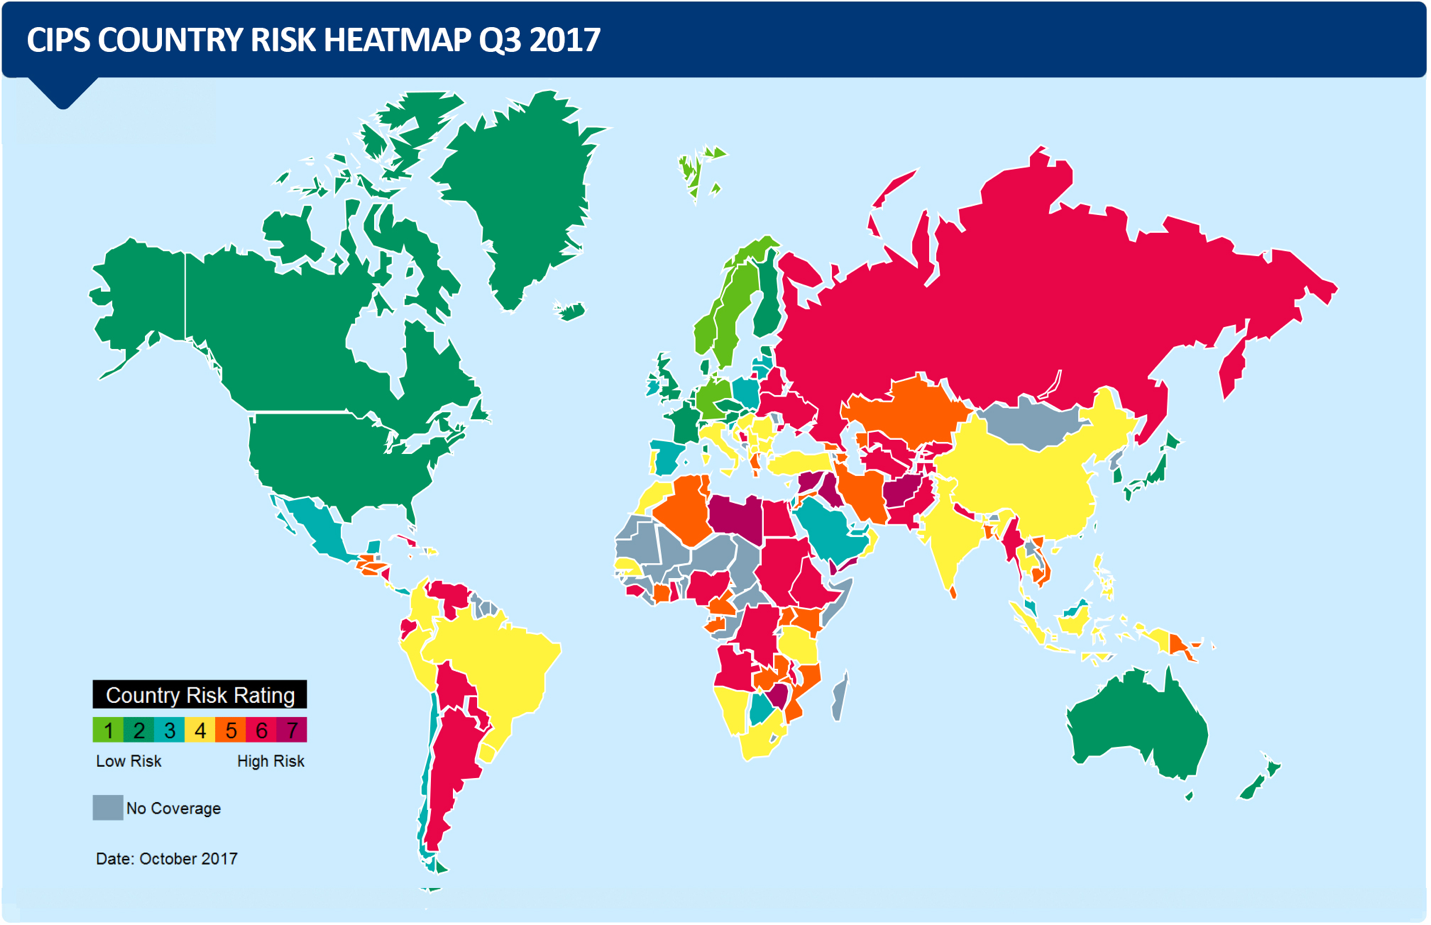 CIPS COUNTRY RISK HEATMAP Q3 2017
Country Risk Rating
1 2 3 4 5 6 7
Low Risk High Risk
No Coverage
Date: October 2017